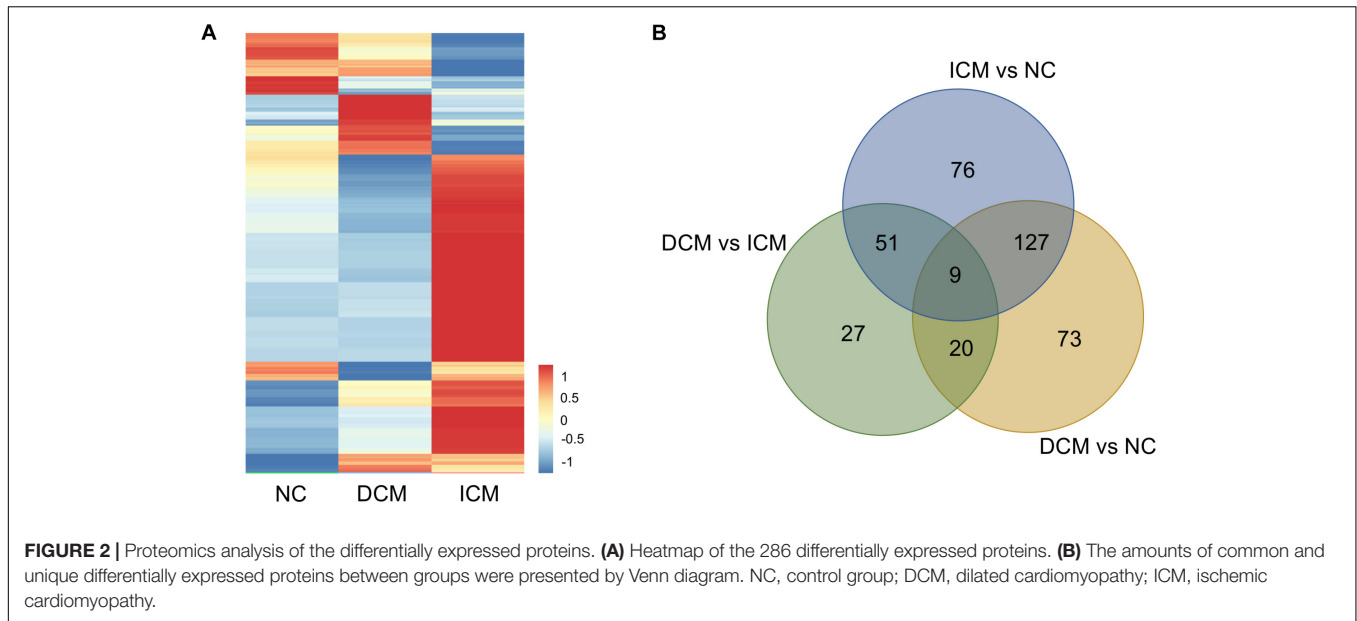 A
B
ICM vs NC
76
DCM vs ICM
51
127
9
27
20
73
DCM vs NC
1
0.5
0
-0.5
-1
NC DCM ICM
FIGURE 2 | Proteomics analysis of the differentially expressed proteins. (A) Heatmap of the 286 differentially expressed proteins. (B) The amounts of common and
unique differentially expressed proteins between groups were presented by Venn diagram. NC, control group; DCM, dilated cardiomyopathy; ICM, ischemic
cardiomyopathy.